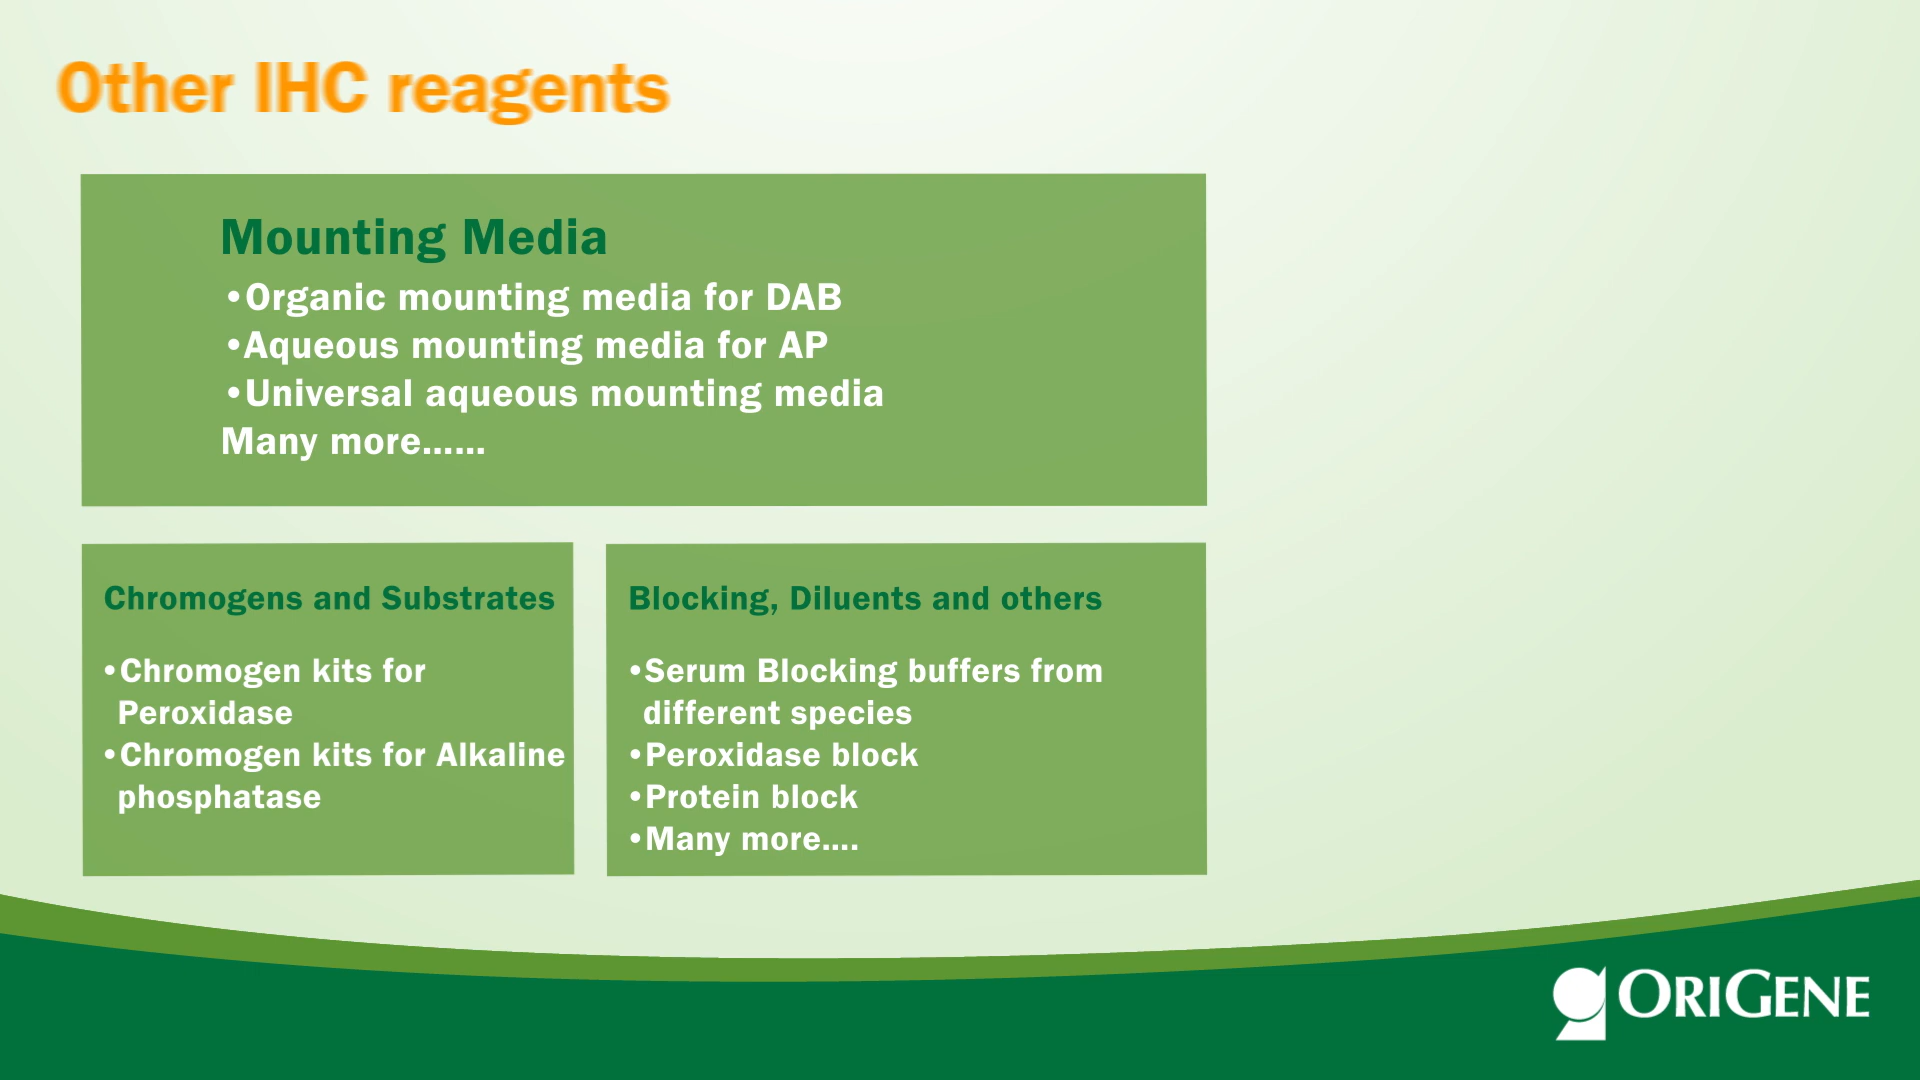 Other IHC reagents
Mounting Media
•Organic mounting media for DAB
•Aqueous mounting media for AP
•Universal aqueous mounting media
Many more......
Chromogens and Substrates
•Chromogen kits for
Peroxidase
•Chromogen kits for Alkaline
phosphatase
Blocking, Diluents and others
•Serum Blocking buffers from
different species
•Peroxidase block
•Protein block
•Many more....
ORIGENE